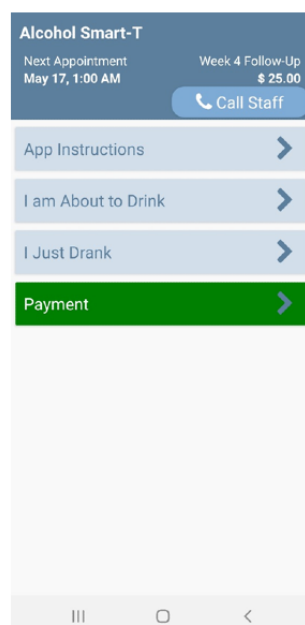 Alcohol Smart-T
Next Appointment
May 17, 1:00 AM
Week 4 Follow-Up
$ 25.00
Call Staff
App Instructions
I am About to Drink
I Just Drank
Payment